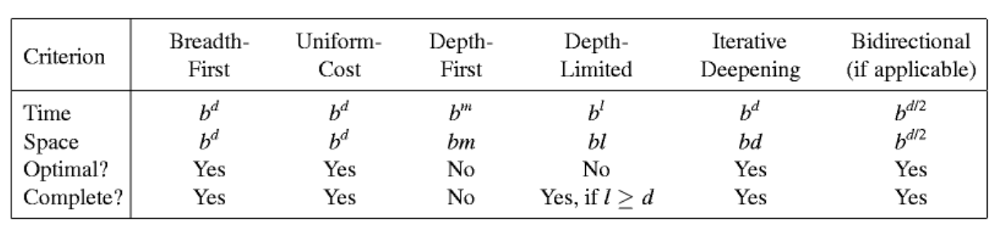 Criterion Breadth-First Uniform-Cost Depth-First Depth-Limited Iterative Deepening Bidirectional (if applicable)
Time b^d b^d b^m b^l b^d b^{d/2}
Space b^d b^d bm bl bd b^{d/2}
Optimal? Yes Yes No No Yes Yes
Complete? Yes Yes No Yes, if l ≥ d Yes Yes